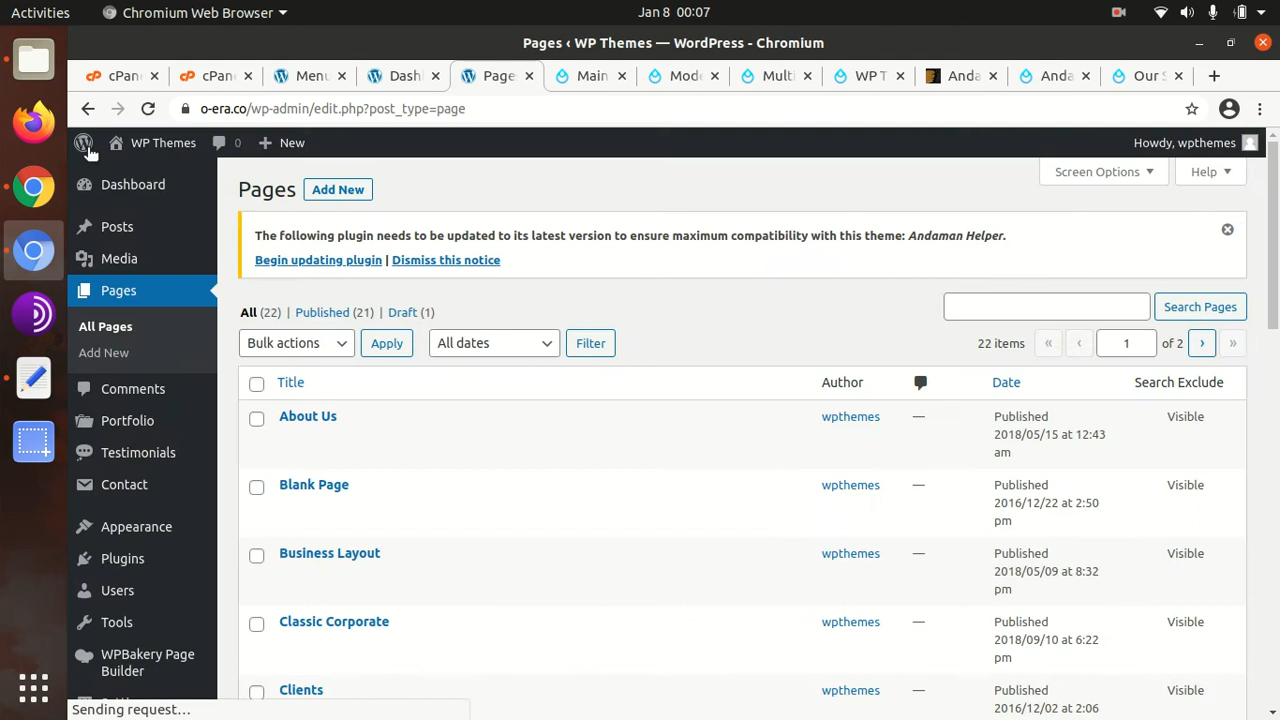 Activities
Chromium Web Browser
Jan 8 00:07
Pages ‹ WP Themes — WordPress - Chromium
cPan
cPan
Menu
Dash
Page
Main
Mode
Multi
WP T
Anda
Anda
Our S
o-era.co/wp-admin/edit.php?post_type=page
WP Themes
0
New
Howdy, wpthemes
Dashboard
Posts
Media
Pages
All Pages
Add New
Comments
Portfolio
Testimonials
Contact
Appearance
Plugins
Users
Tools
WPBakery Page
Builder
Screen Options
Help
Pages
Add New
The following plugin needs to be updated to its latest version to ensure maximum compatibility with this theme: Andaman Helper.
Begin updating plugin | Dismiss this notice
All (22) | Published (21) | Draft (1)
Search Pages
Bulk actions
Apply
All dates
Filter
22 items
«
‹
1
of 2
›
»
Title
Author
Date
Search Exclude
About Us
wpthemes
—
Published
2018/05/15 at 12:43
am
Visible
Blank Page
wpthemes
—
Published
2016/12/22 at 2:50
pm
Visible
Business Layout
wpthemes
—
Published
2018/05/09 at 8:32
pm
Visible
Classic Corporate
wpthemes
—
Published
2018/09/10 at 6:22
pm
Visible
Clients
wpthemes
—
Published
2016/12/02 at 2:06
Visible
Sending request…